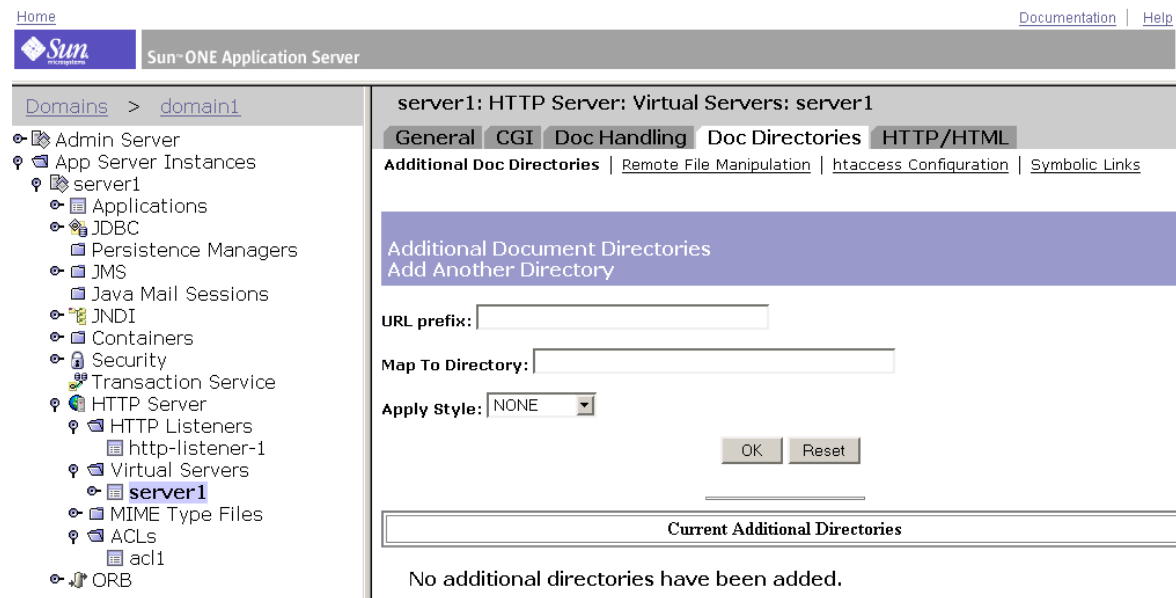 Home
Documentation | Help
Sun
microsystems
Sun™ ONE Application Server
Domains > domain1
Admin Server
App Server Instances
server1
Applications
JDBC
Persistence Managers
JMS
Java Mail Sessions
JNDI
Containers
Security
Transaction Service
HTTP Server
HTTP Listeners
http-listener-1
Virtual Servers
server1
MIME Type Files
ACLs
acl1
ORB
server1: HTTP Server: Virtual Servers: server1
General CGI Doc Handling Doc Directories HTTP/HTML
Additional Doc Directories | Remote File Manipulation | htaccess Configuration | Symbolic Links
Additional Document Directories
Add Another Directory
URL prefix:
Map To Directory:
Apply Style: NONE
OK Reset
Current Additional Directories
No additional directories have been added.